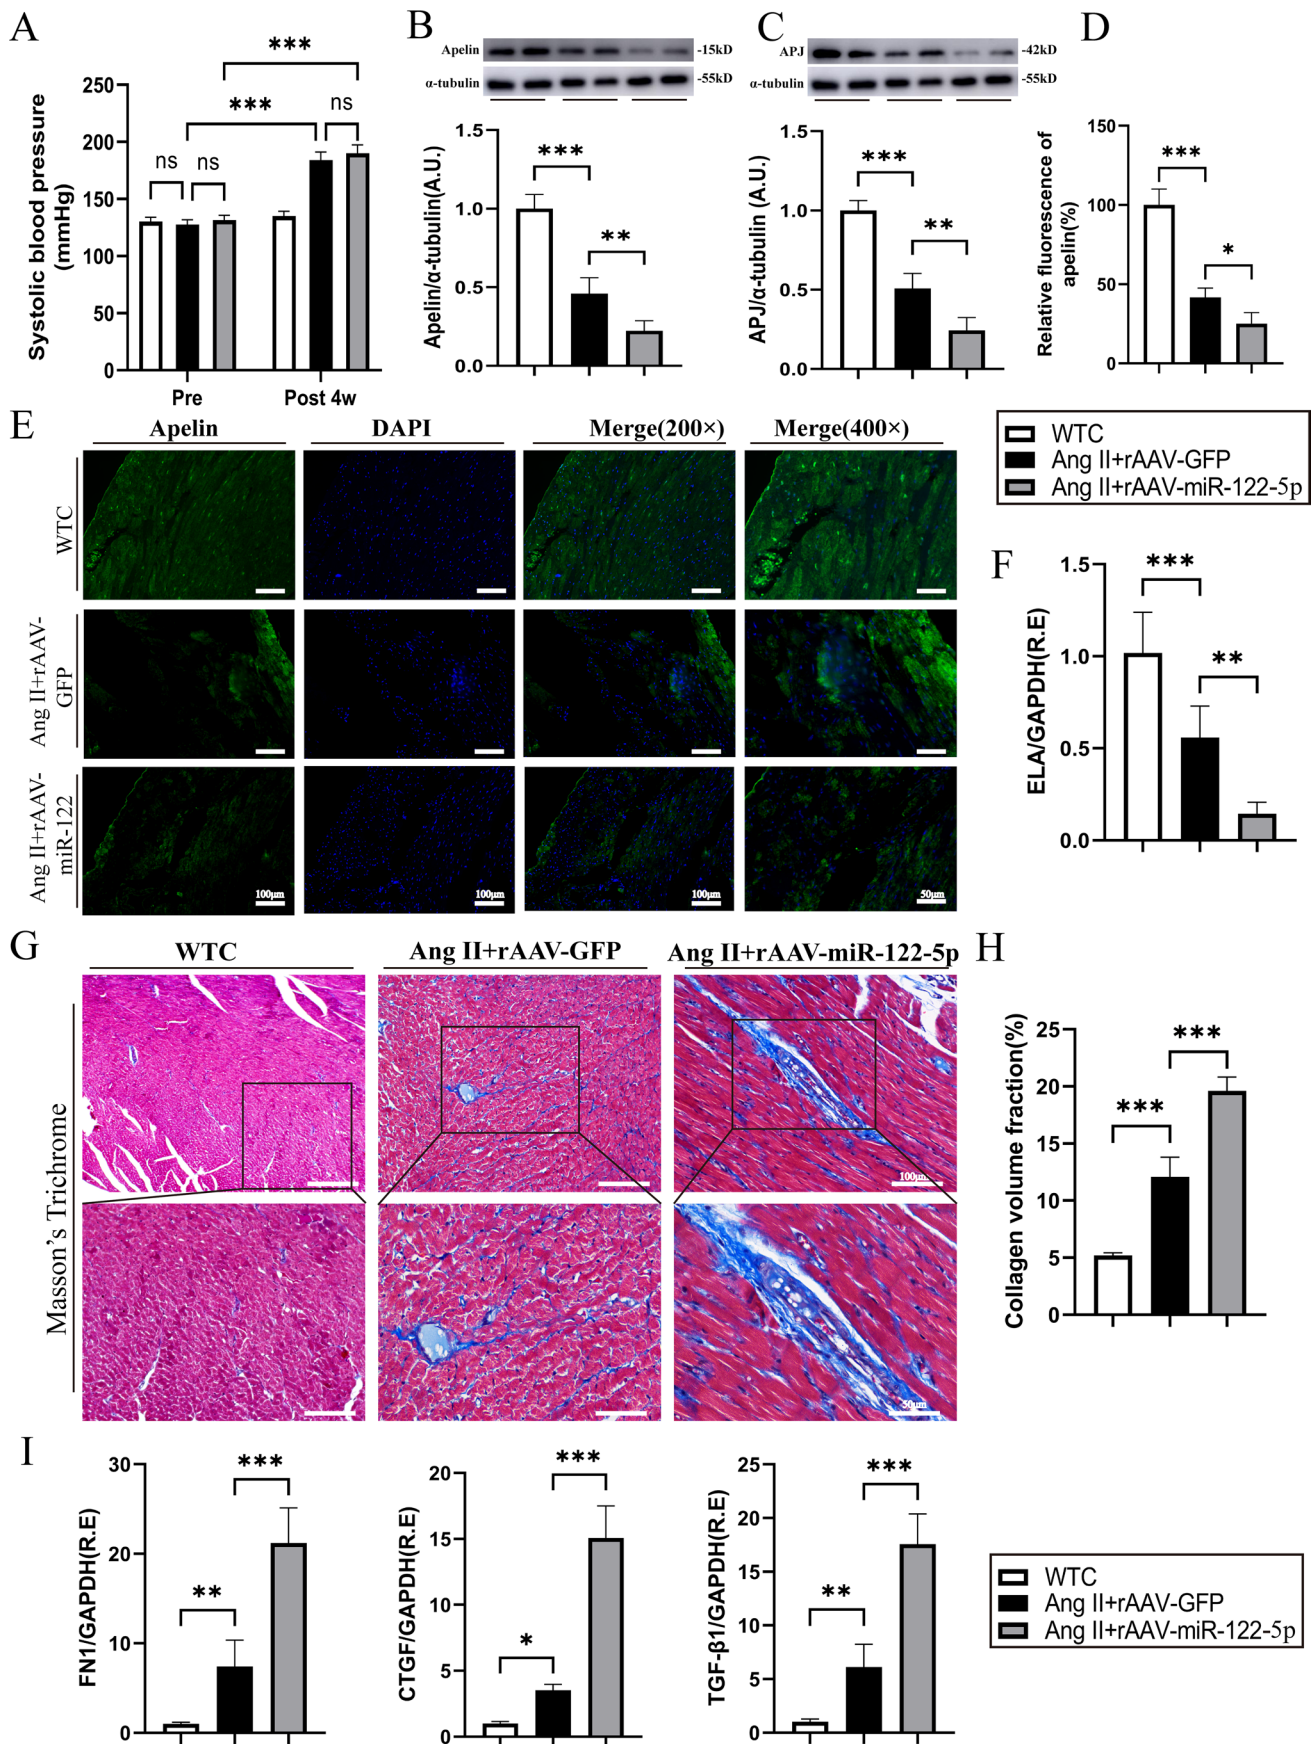 A
Systolic blood pressure
(mmHg)
250
200
150
100
50
0
ns
ns
***
***
ns
Pre
Post 4w
B
Apelin
-15kD
α-tubulin
-55kD
Apelin/α-tubulin(A.U.)
1.5
1.0
0.5
0.0
***
**
C
APJ
-42kD
α-tubulin
-55kD
APJ/α-tubulin (A.U.)
1.5
1.0
0.5
0.0
***
**
D
Relative fluorescence of
apelin(%)
150
100
50
0
***
*
E
Apelin
DAPI
Merge(200×)
Merge(400×)
WTC
Ang II+rAAV-
GFP
Ang II+rAAV-
miR-122
100μm
100μm
100μm
50μm
WTC
Ang II+rAAV-GFP
Ang II+rAAV-miR-122-5p
F
ELA/GAPDH(R.E)
1.5
1.0
0.5
0.0
***
**
G
WTC
Ang II+rAAV-GFP
Ang II+rAAV-miR-122-5p
Masson's Trichrome
100μm
50μm
H
Collagen volume fraction(%)
25
20
15
10
5
0
***
***
I
FN1/GAPDH(R.E)
30
20
10
0
**
***
CTGF/GAPDH(R.E)
20
15
10
5
0
*
***
TGF-β1/GAPDH(R.E)
25
20
15
10
5
0
**
***
WTC
Ang II+rAAV-GFP
Ang II+rAAV-miR-122-5p